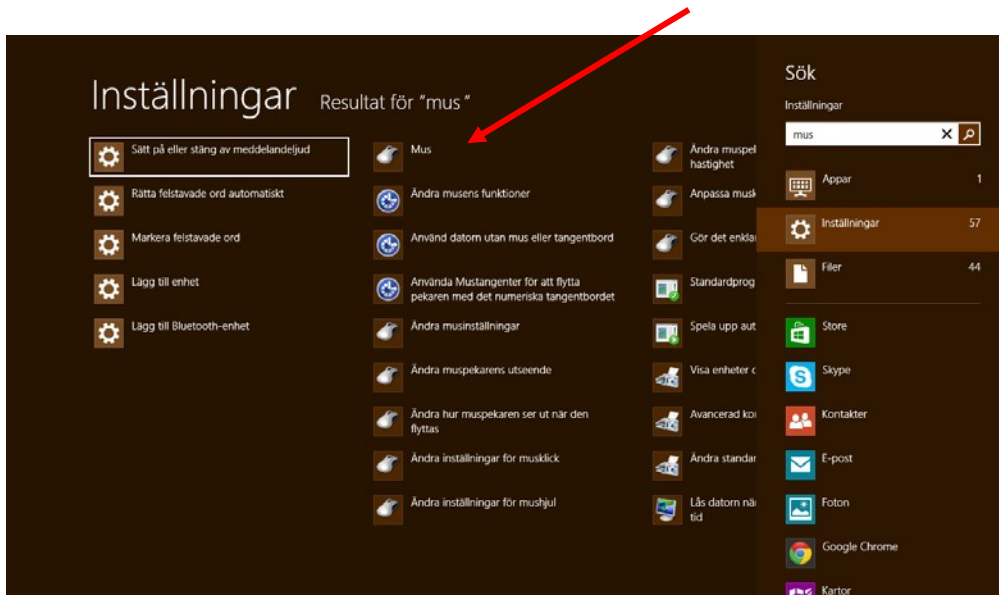 Inställningar Resultat för "mus "
Sätt på eller stäng av meddelandeljud
Rätta felstavade ord automatiskt
Markera felstavade ord
Lägg till enhet
Lägg till Bluetooth-enhet
Mus
Ändra musens funktioner
Använd datorn utan mus eller tangentbord
Använda Mustangenter för att flytta
pekaren med det numeriska tangentbordet
Ändra musinställningar
Ändra muspekarens utseende
Ändra hur muspekaren ser ut när den
flyttas
Ändra inställningar för musklick
Ändra inställningar för mushjul
Ändra muspel
hastighet
Anpassa musk
Gör det enklar
Standardprog
Spela upp aut
Visa enheter o
Avancerad kor
Ändra standar
Lås datorn när
tid
Sök
Inställningar
mus
Appar 1
Inställningar 57
Filer 44
Store
Skype
Kontakter
E-post
Foton
Google Chrome
Kartor